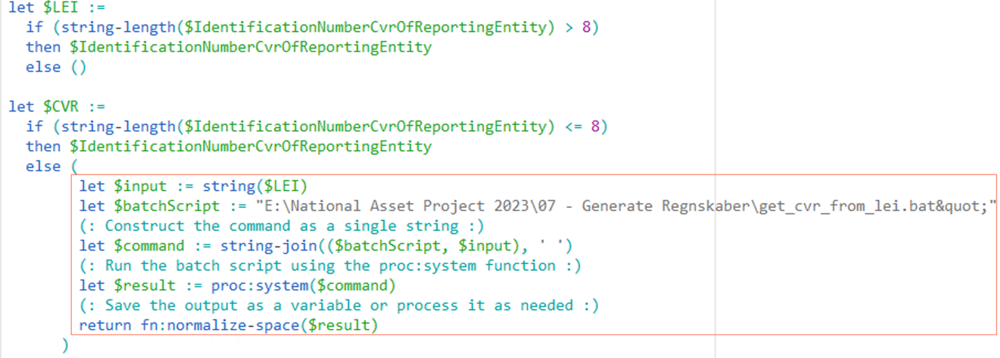 let $LEI :=
if (string-length($IdentificationNumberCvrOfReportingEntity) > 8)
then $IdentificationNumberCvrOfReportingEntity
else ()
let $CVR :=
if (string-length($IdentificationNumberCvrOfReportingEntity) <= 8)
then $IdentificationNumberCvrOfReportingEntity
else (
let $input := string($LEI)
let $batchScript := "E:\National Asset Project 2023\07 - Generate Regnskaber\get_cvr_from_lei.bat&quot;"
(: Construct the command as a single string :)
let $command := string-join(($batchScript, $input), ' ')
(: Run the batch script using the proc:system function :)
let $result := proc:system($command)
(: Save the output as a variable or process it as needed :)
return fn:normalize-space($result)
)